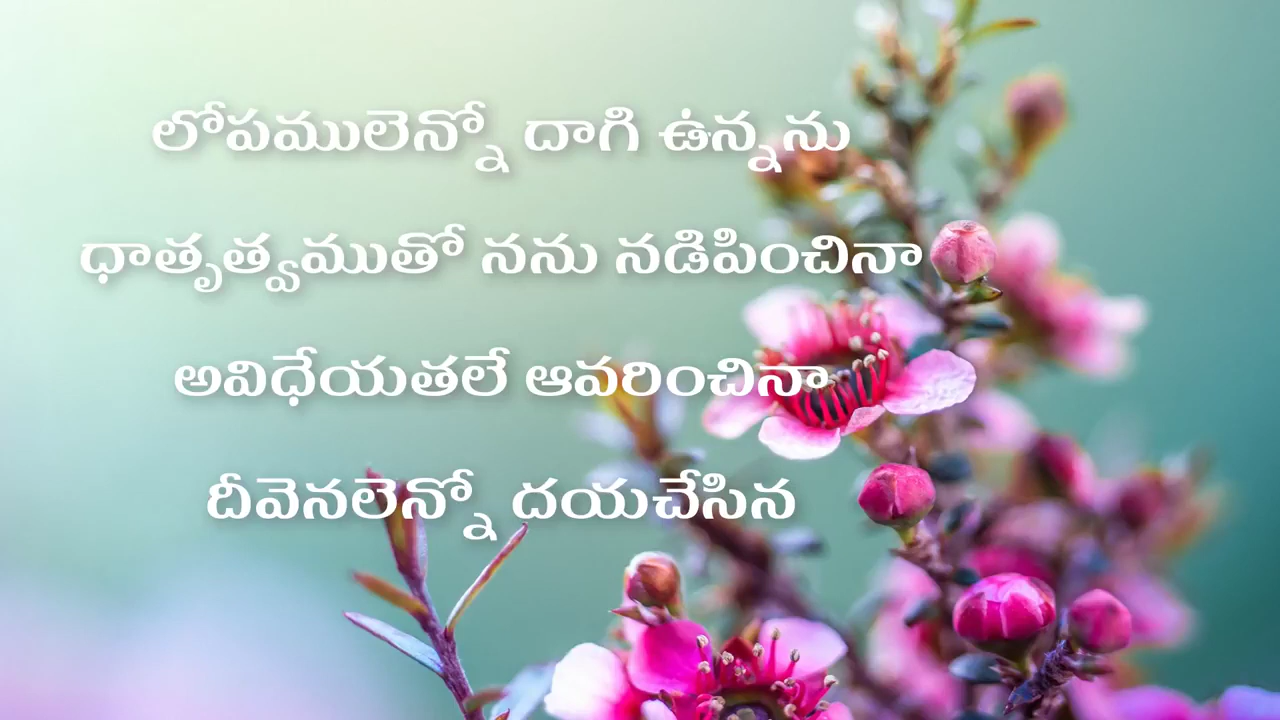 లోపములెన్నో దాగి ఉన్నను
ధాతృత్వముతో నను నడిపించినా
అవిధేయతలే ఆవరించినా
దీవెనలెన్నో దయచేసిన